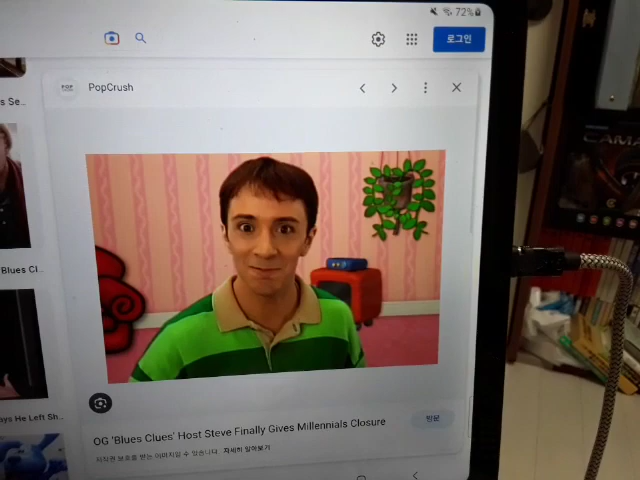 72%
로그인
PopCrush
s Se..
'Blues Cl..
ays He Left Sh..
OG 'Blues Clues' Host Steve Finally Gives Millennials Closure
방문
저작권 보호를 받는 이미지일 수 있습니다. 자세히 알아보기